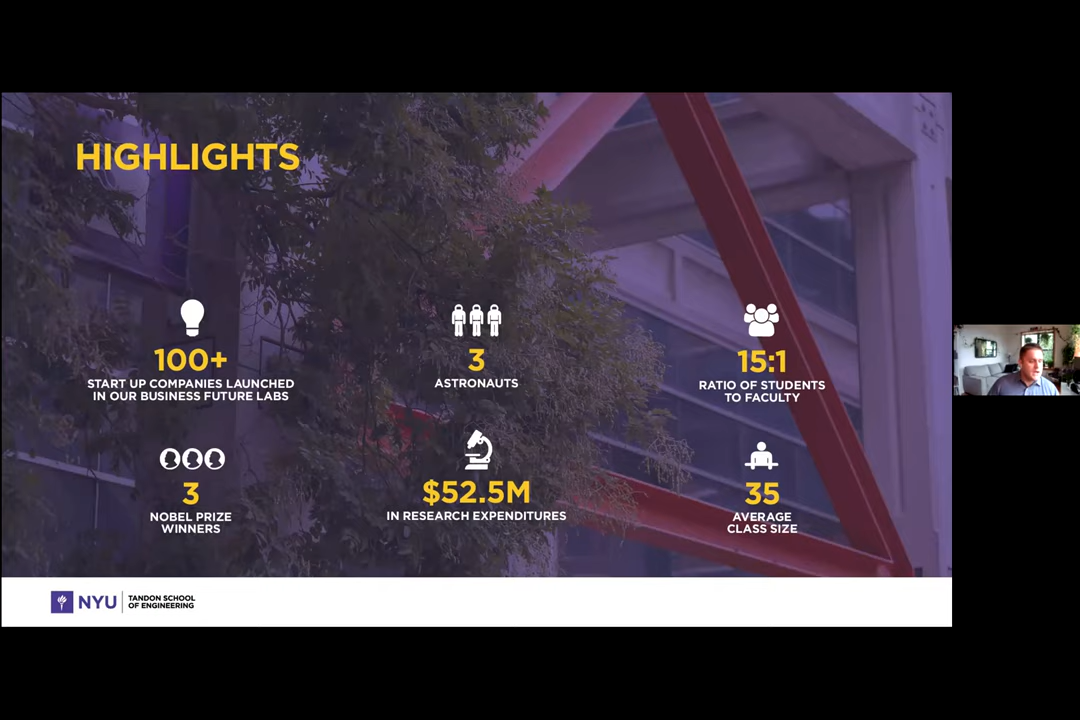 HIGHLIGHTS
100+
START UP COMPANIES LAUNCHED
IN OUR BUSINESS FUTURE LABS
3
ASTRONAUTS
15:1
RATIO OF STUDENTS
TO FACULTY
3
NOBEL PRIZE
WINNERS
$52.5M
IN RESEARCH EXPENDITURES
35
AVERAGE
CLASS SIZE
NYU
TANDON SCHOOL
OF ENGINEERING